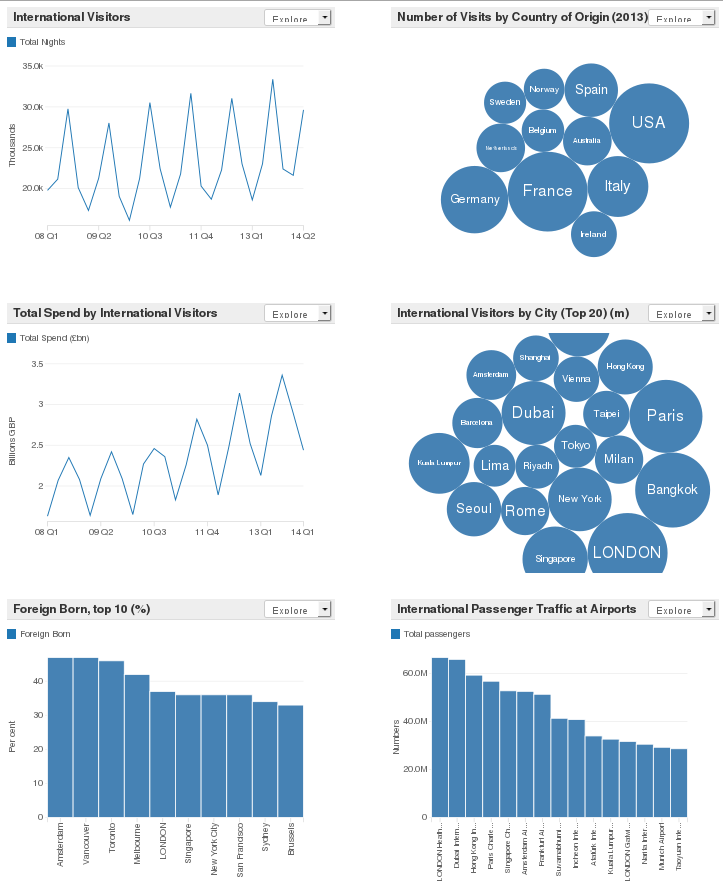 International Visitors
Explore
Total Nights
35.0k
30.0k
25.0k
20.0k
Thousands
08 Q1
09 Q2
10 Q3
11 Q4
13 Q1
14 Q2
Number of Visits by Country of Origin (2013)
Explore
Norway
Spain
Sweden
USA
Belgium
Australia
Netherlands
Germany
France
Italy
Ireland
Total Spend by International Visitors
Explore
Total Spend (£bn)
3.5
3
2.5
2
Billions GBP
08 Q1
09 Q2
10 Q3
11 Q4
13 Q1
14 Q1
International Visitors by City (Top 20) (m)
Explore
Shanghai
Amsterdam
Vienna
Hong Kong
Barcelona
Dubai
Taipei
Paris
Tokyo
Kuala Lumpur
Lima
Riyadh
Milan
Bangkok
Seoul
Rome
New York
Singapore
LONDON
Foreign Born, top 10 (%)
Explore
Foreign Born
40
30
20
10
0
Per cent
Amsterdam
Vancouver
Toronto
Melbourne
LONDON
Singapore
New York City
San Francisco
Sydney
Brussels
International Passenger Traffic at Airports
Explore
Total passengers
60.0M
40.0M
20.0M
0
Numbers
LONDON Heath...
Dubai Intern...
Hong Kong In...
Paris Charle...
Singapore Ch...
Amsterdam Ai...
Frankfurt Ai...
Suvarnabhumi...
Incheon Inte...
Atatürk Inte...
Kuala Lumpur...
LONDON Gatwi...
Narita Inter...
Munich Airport
Taoyuan Inte...